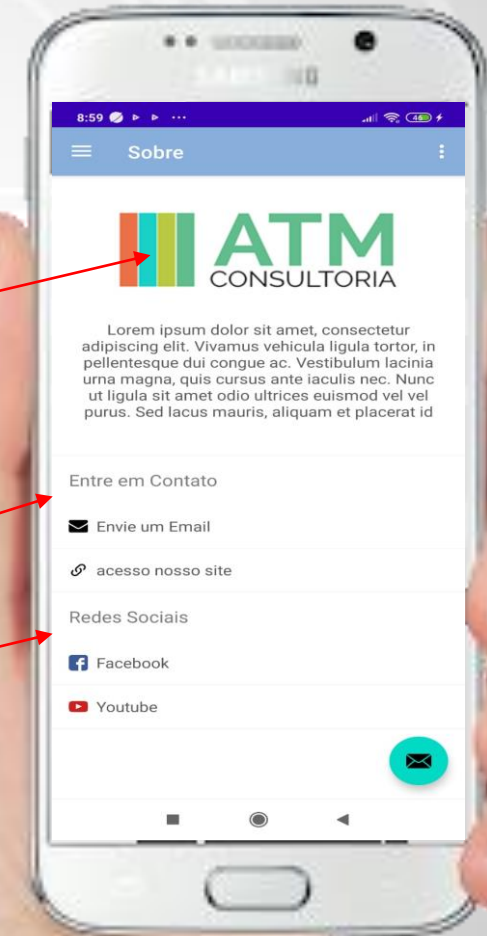 8:59
46
Sobre
ATM
CONSULTORIA
Lorem ipsum dolor sit amet, consectetur
adipiscing elit. Vivamus vehicula ligula tortor, in
pellentesque dui congue ac. Vestibulum lacinia
urna magna, quis cursus ante iaculis nec. Nunc
ut ligula sit amet odio ultrices euismod vel vel
purus. Sed lacus mauris, aliquam et placerat id
Entre em Contato
Envie um Email
acesso nosso site
Redes Sociais
Facebook
Youtube